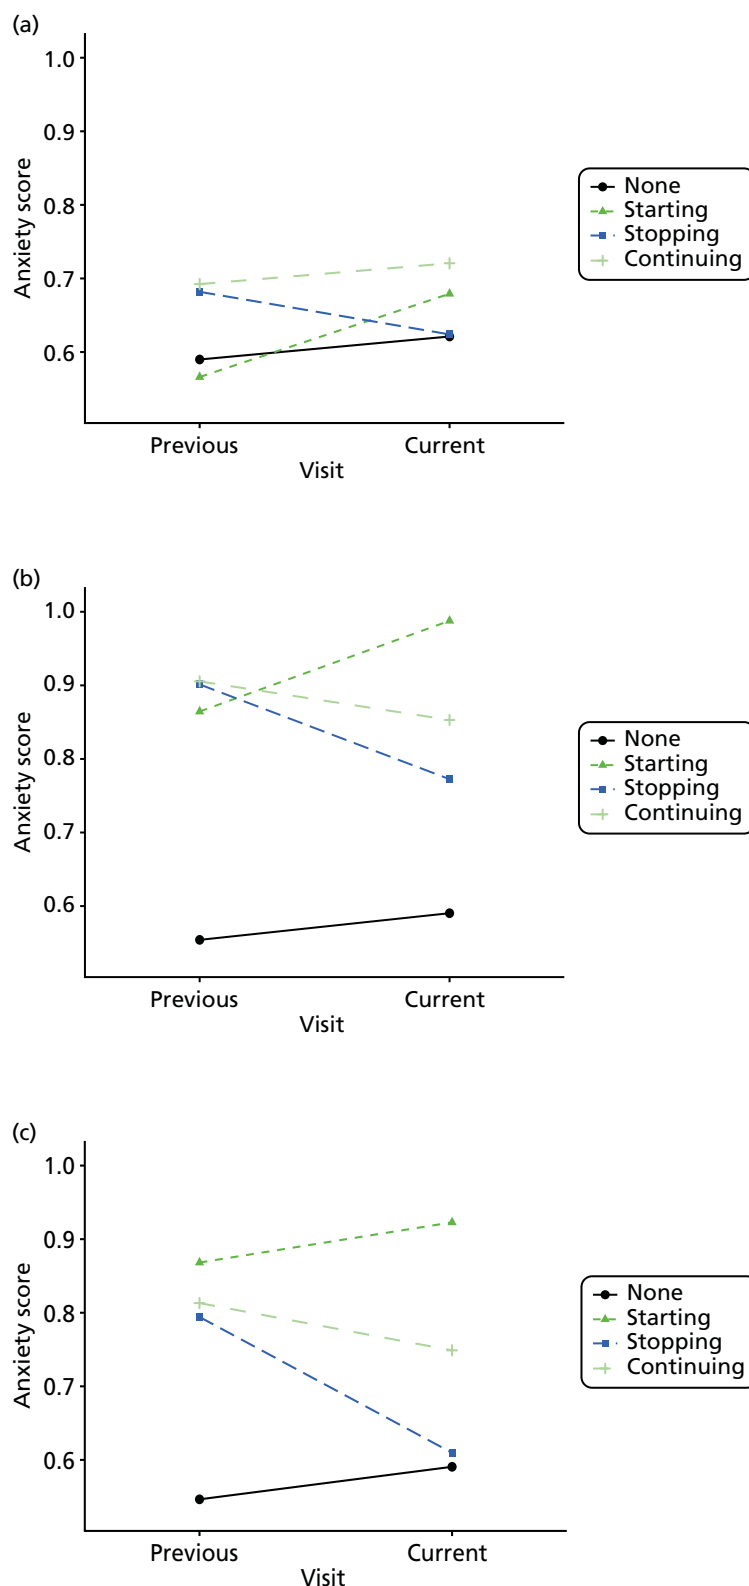 (a)
1.0
0.9
0.8
0.7
0.6
Anxiety score
Previous
Current
Visit
None
Starting
Stopping
Continuing
(b)
1.0
0.9
0.8
0.7
0.6
Anxiety score
Previous
Current
Visit
None
Starting
Stopping
Continuing
(c)
1.0
0.9
0.8
0.7
0.6
Anxiety score
Previous
Current
Visit
None
Starting
Stopping
Continuing